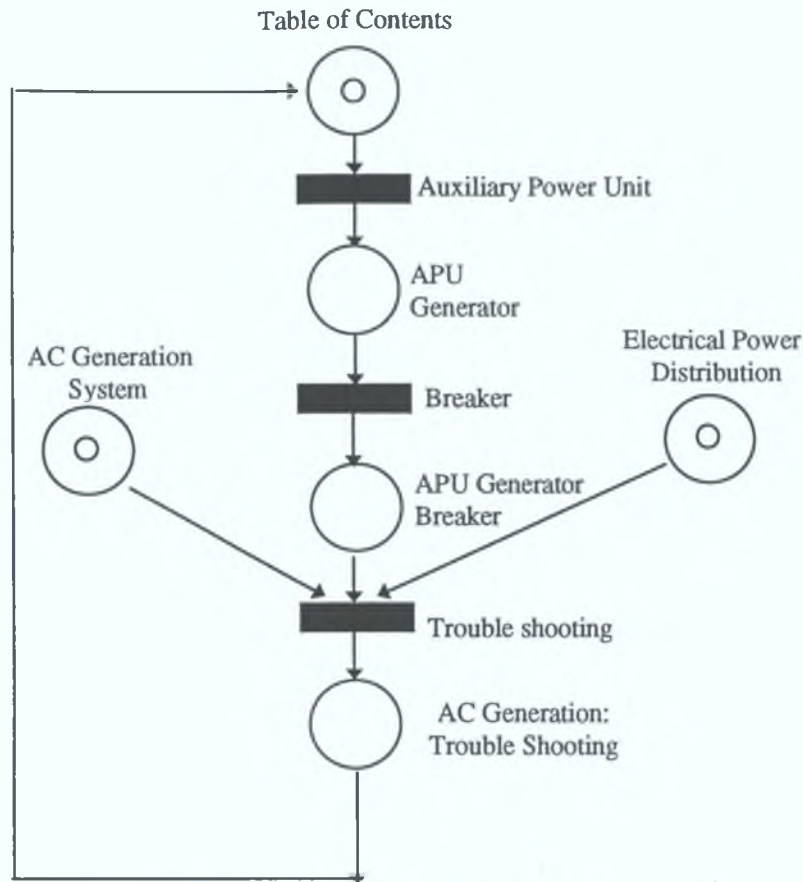 Table of Contents
Auxiliary Power Unit
APU
Generator
AC Generation
System
Electrical Power
Distribution
Breaker
APU Generator
Breaker
Trouble shooting
AC Generation:
Trouble Shooting